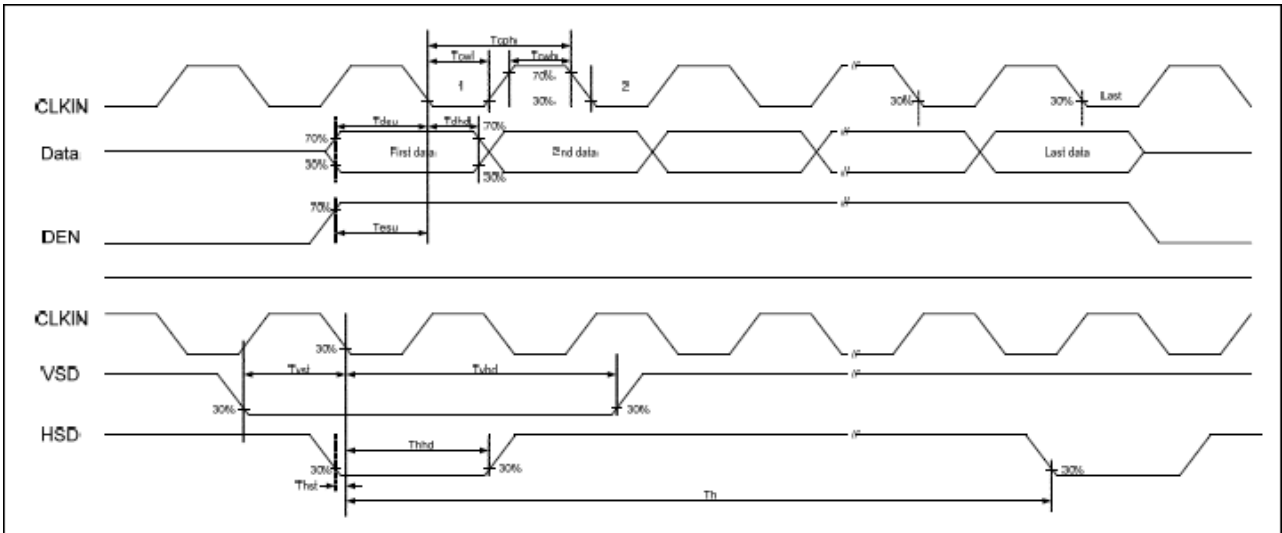 Tcph
Tcwl
Tcwh
1
70%
2
30%
30%
30%
Last
CLKIN
Tdsu
Tdhd
70%
70%
Data
First data
2nd data
Last data
30%
30%
70%
DEN
Tesu
CLKIN
30%
VSD
Tvst
Tvhd
30%
30%
HSD
Thhd
30%
30%
30%
Thst
Th